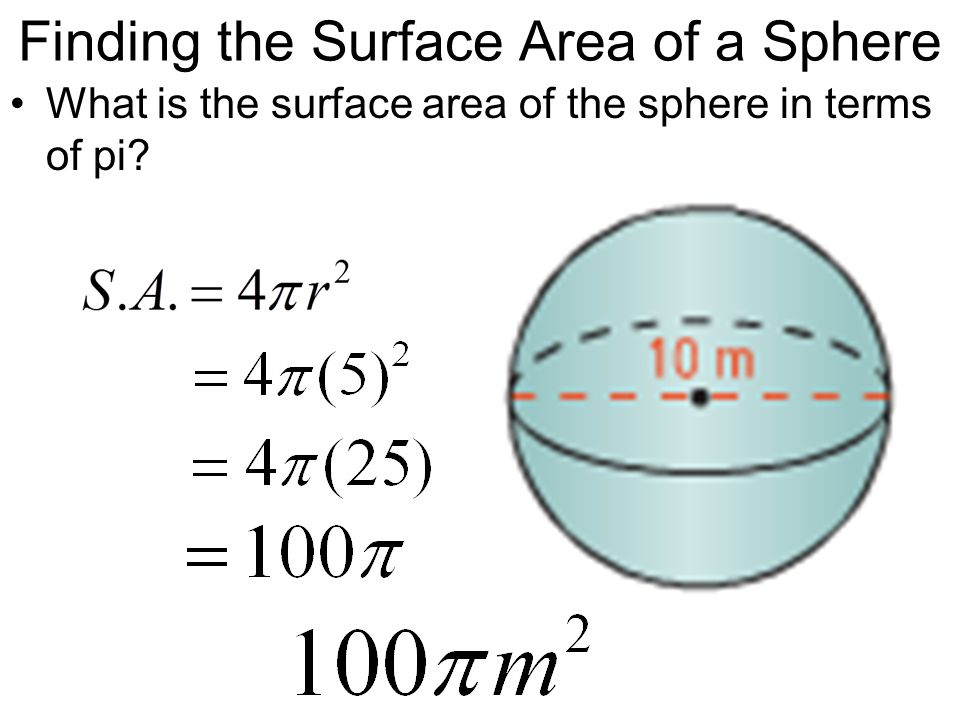 Finding the Surface Area of a Sphere
• What is the surface area of the sphere in terms
of pi?
S.A. = 4πr²
= 4π(5)²
= 4π(25)
= 100π
100πm²
10 m